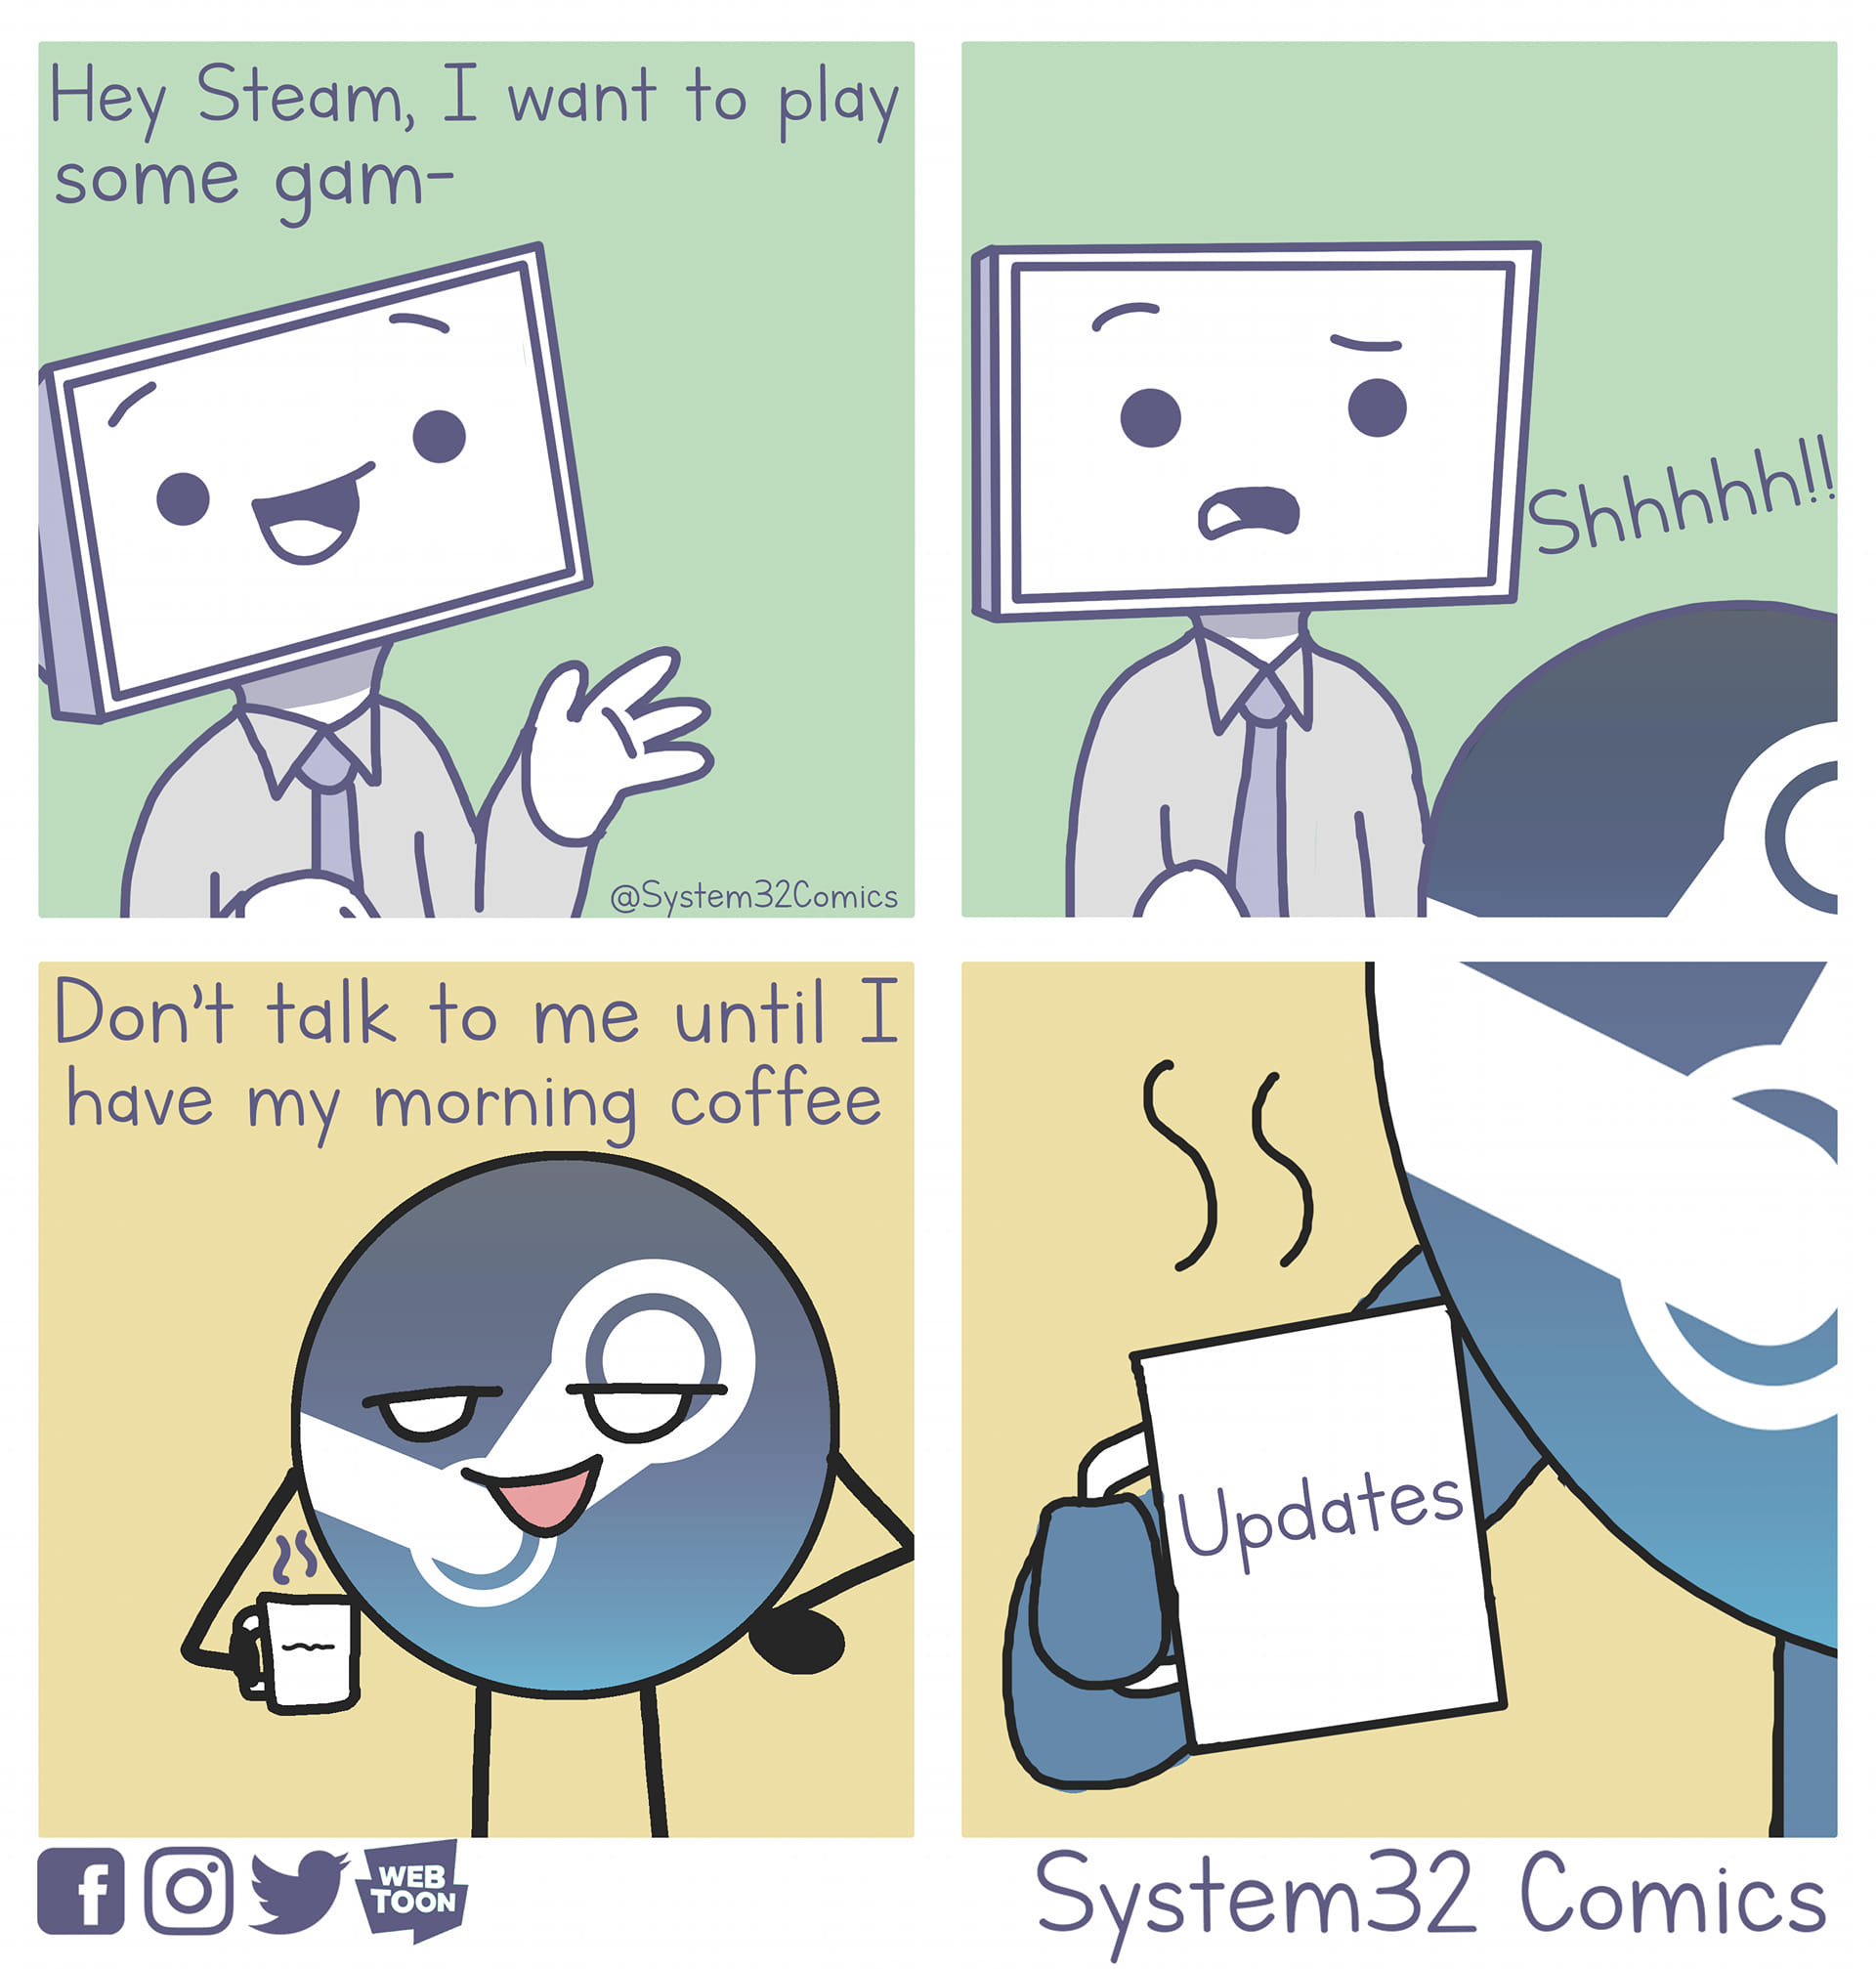 Hey Steam, I want to play
some gam-
@System32Comics
Shhhhhh!!
Don't talk to me until I
have my morning coffee
Updates
f
WEB
TOON
System32 Comics